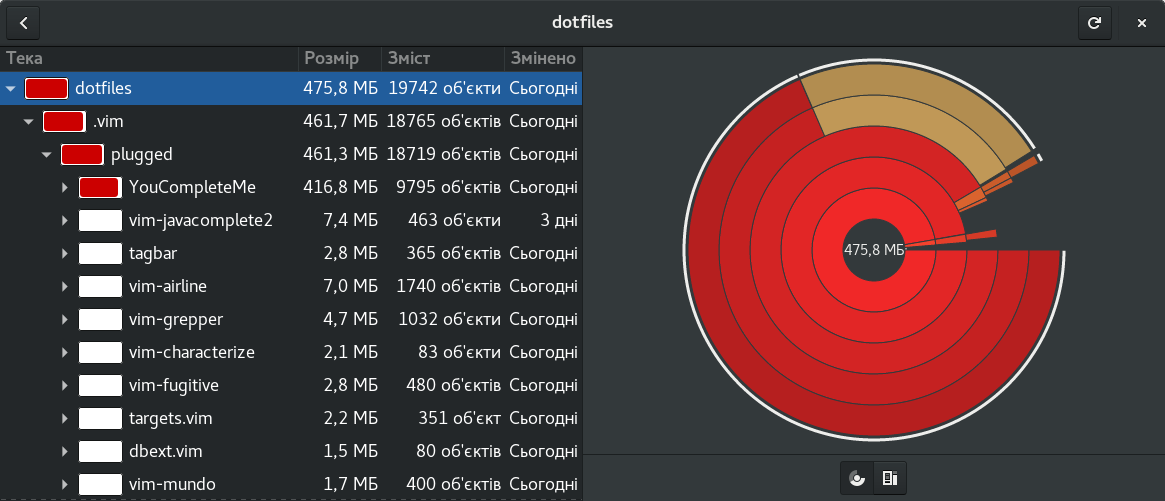 dotfiles
Тека Розмір Зміст Змінено
dotfiles 475,8 МБ 19742 об'єкти Сьогодні
.vim 461,7 МБ 18765 об'єктів Сьогодні
plugged 461,3 МБ 18719 об'єктів Сьогодні
YouCompleteMe 416,8 МБ 9795 об'єктів Сьогодні
vim-javacomplete2 7,4 МБ 463 об'єкти 3 дні
tagbar 2,8 МБ 365 об'єктів Сьогодні
vim-airline 7,0 МБ 1740 об'єктів Сьогодні
vim-grepper 4,7 МБ 1032 об'єкти Сьогодні
vim-characterize 2,1 МБ 83 об'єкти Сьогодні
vim-fugitive 2,8 МБ 480 об'єктів Сьогодні
targets.vim 2,2 МБ 351 об'єкт Сьогодні
dbext.vim 1,5 МБ 80 об'єктів Сьогодні
vim-mundo 1,7 МБ 400 об'єктів Сьогодні
475,8 МБ